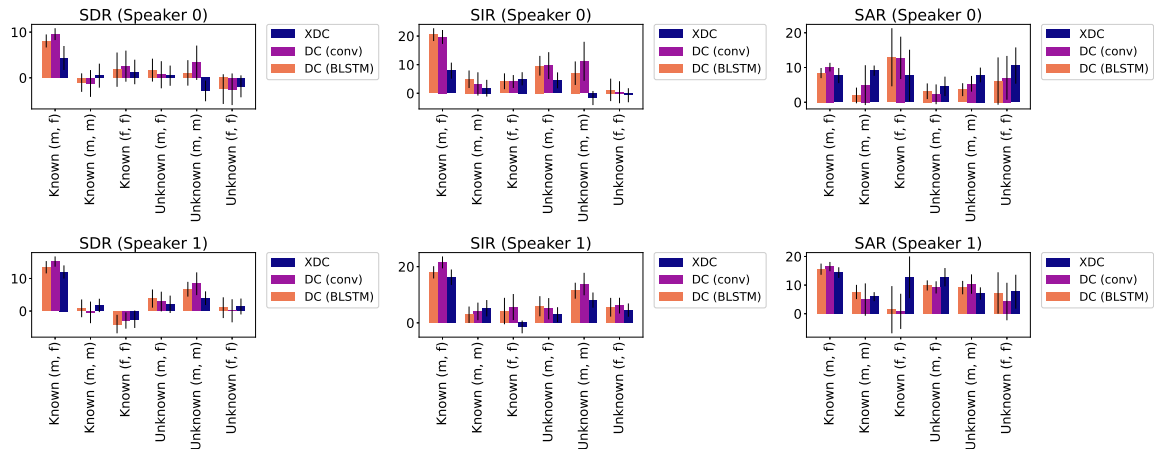 SDR (Speaker 0)
10
0
Known (m, f)
Known (m, m)
Known (f, f)
Unknown (m, f)
Unknown (m, m)
Unknown (f, f)
XDC
DC (conv)
DC (BLSTM)
SIR (Speaker 0)
20
10
0
Known (m, f)
Known (m, m)
Known (f, f)
Unknown (m, f)
Unknown (m, m)
Unknown (f, f)
XDC
DC (conv)
DC (BLSTM)
SAR (Speaker 0)
20
10
0
Known (m, f)
Known (m, m)
Known (f, f)
Unknown (m, f)
Unknown (m, m)
Unknown (f, f)
XDC
DC (conv)
DC (BLSTM)
SDR (Speaker 1)
10
0
Known (m, f)
Known (m, m)
Known (f, f)
Unknown (m, f)
Unknown (m, m)
Unknown (f, f)
XDC
DC (conv)
DC (BLSTM)
SIR (Speaker 1)
20
0
Known (m, f)
Known (m, m)
Known (f, f)
Unknown (m, f)
Unknown (m, m)
Unknown (f, f)
XDC
DC (conv)
DC (BLSTM)
SAR (Speaker 1)
20
10
0
Known (m, f)
Known (m, m)
Known (f, f)
Unknown (m, f)
Unknown (m, m)
Unknown (f, f)
XDC
DC (conv)
DC (BLSTM)